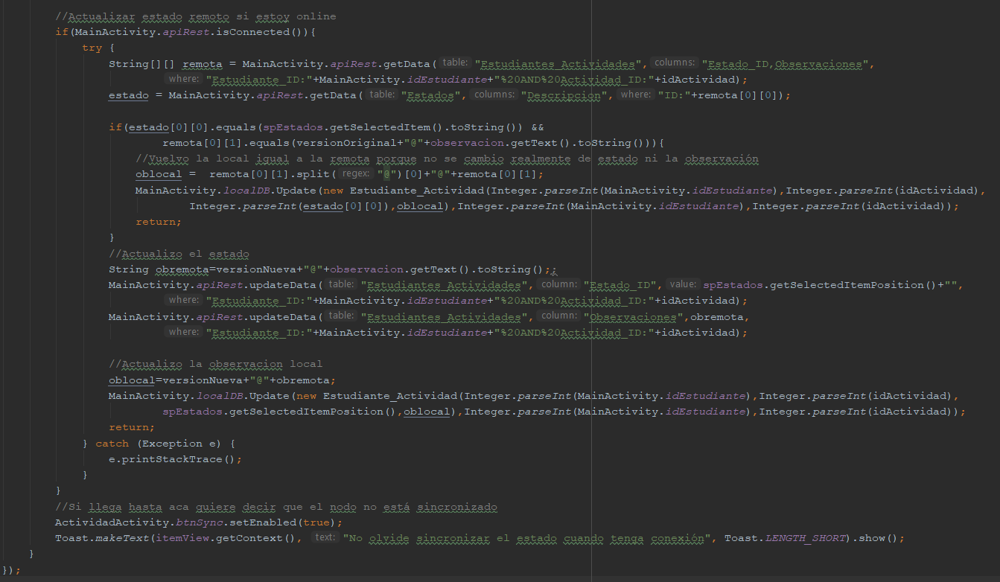 //Actualizar estado remoto si estoy online
if(MainActivity.apiRest.isConnected()){
try {
String[][] remota = MainActivity.apiRest.getData( table: "Estudiantes_Actividades", columns: "Estado_ID,Observaciones",
where: "Estudiante_ID:"+MainActivity.idEstudiante+"%20AND%20Actividad_ID:"+idActividad);
estado = MainActivity.apiRest.getData( table: "Estados", columns: "Descripcion", where: "ID:"+remota[0][0]);
if(estado[0][0].equals(spEstados.getSelectedItem().toString()) &&
remota[0][1].equals(versionOriginal+"@"+observacion.getText().toString())){
//Vuelvo la local igual a la remota porque no se cambio realmente de estado ni la observación
oblocal =  remota[0][1].split( regex: "@")[0]+"@"+remota[0][1];
MainActivity.localDB.Update(new Estudiante_Actividad(Integer.parseInt(MainActivity.idEstudiante),Integer.parseInt(idActividad),
Integer.parseInt(estado[0][0]),oblocal),Integer.parseInt(MainActivity.idEstudiante),Integer.parseInt(idActividad));
return;
}
//Actualizo el estado
String obremota=versionNueva+"@"+observacion.getText().toString();;
MainActivity.apiRest.updateData( table: "Estudiantes_Actividades", column: "Estado_ID", value: spEstados.getSelectedItemPosition()+"",
where: "Estudiante_ID:"+MainActivity.idEstudiante+"%20AND%20Actividad_ID:"+idActividad);
MainActivity.apiRest.updateData( table: "Estudiantes_Actividades", column: "Observaciones",obremota,
where: "Estudiante_ID:"+MainActivity.idEstudiante+"%20AND%20Actividad_ID:"+idActividad);
//Actualizo la observacion local
oblocal=versionNueva+"@"+obremota;
MainActivity.localDB.Update(new Estudiante_Actividad(Integer.parseInt(MainActivity.idEstudiante),Integer.parseInt(idActividad),
spEstados.getSelectedItemPosition(),oblocal),Integer.parseInt(MainActivity.idEstudiante),Integer.parseInt(idActividad));
return;
} catch (Exception e) {
e.printStackTrace();
}
}
//Si llega hasta aca quiere decir que el nodo no está sincronizado
ActividadActivity.btnSync.setEnabled(true);
Toast.makeText(itemView.getContext(), text: "No olvide sincronizar el estado cuando tenga conexión", Toast.LENGTH_SHORT).show();
}
});